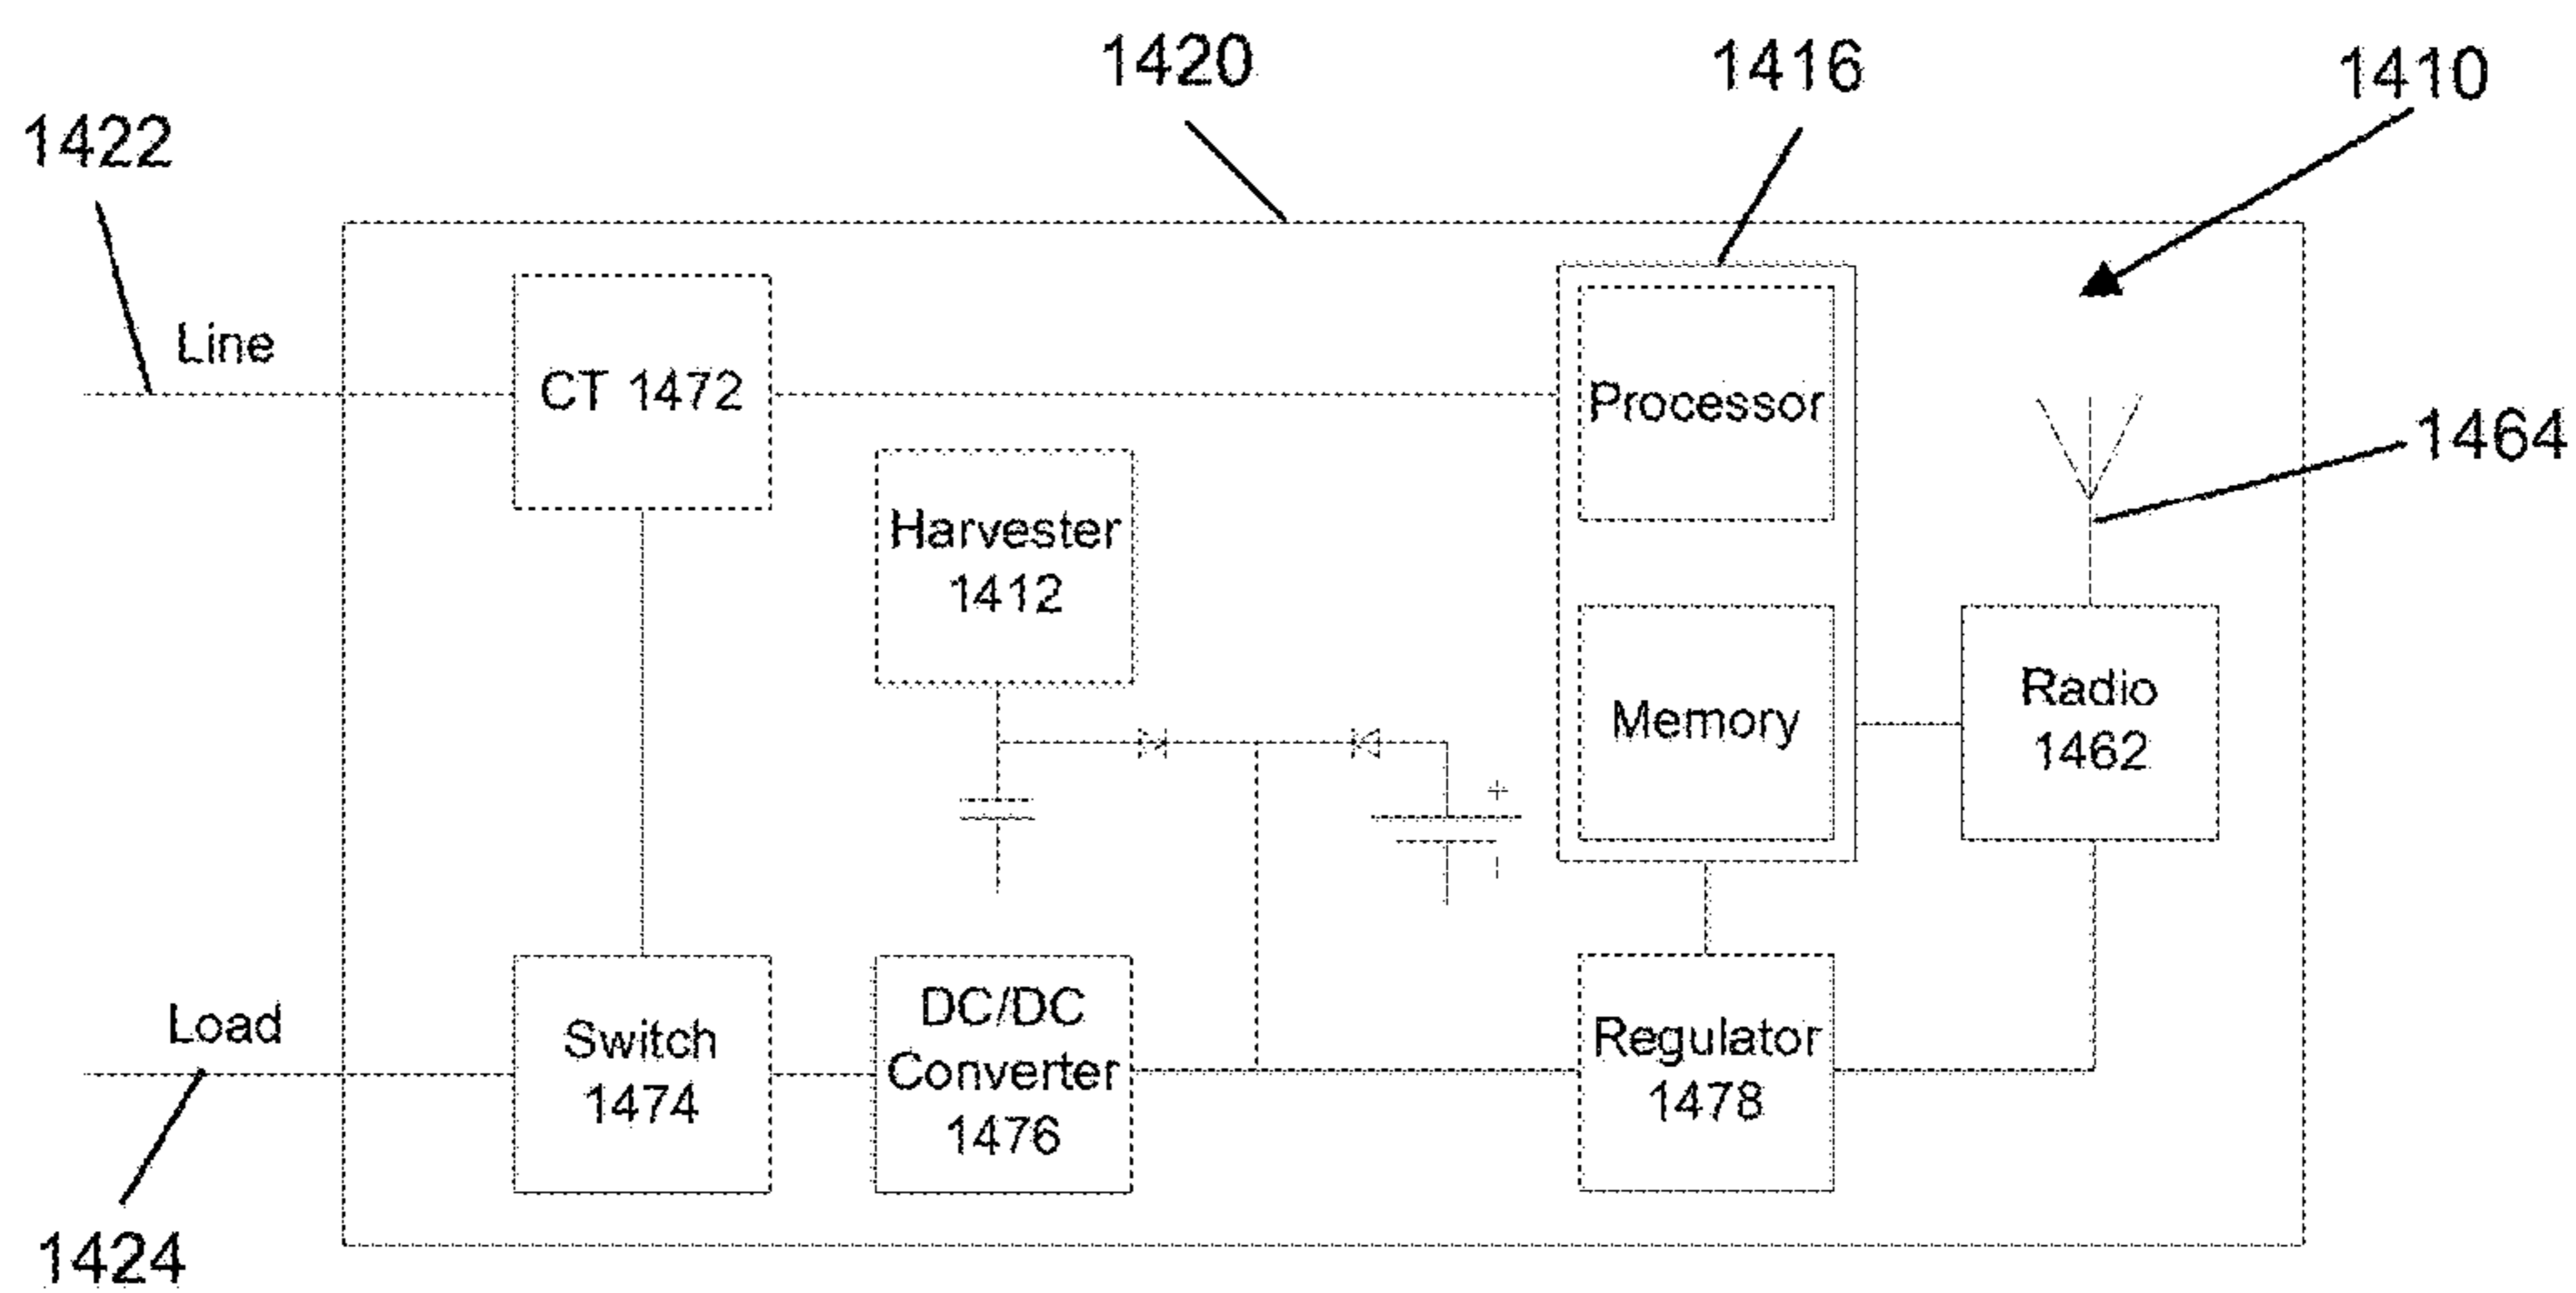 1420
1416
1410
1422
Line
CT 1472
Processor
1464
Harvester
1412
Memory
Radio
1462
+
Load
Switch
1474
DC/DC
Converter
1476
Regulator
1478
1424